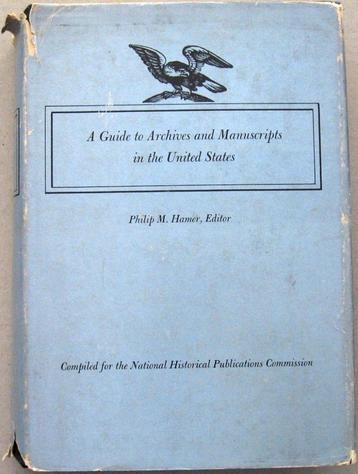 A Guide to Archives and Manuscripts
in the United States
Philip M. Hamer, Editor
Compiled for the National Historical Publications Commission